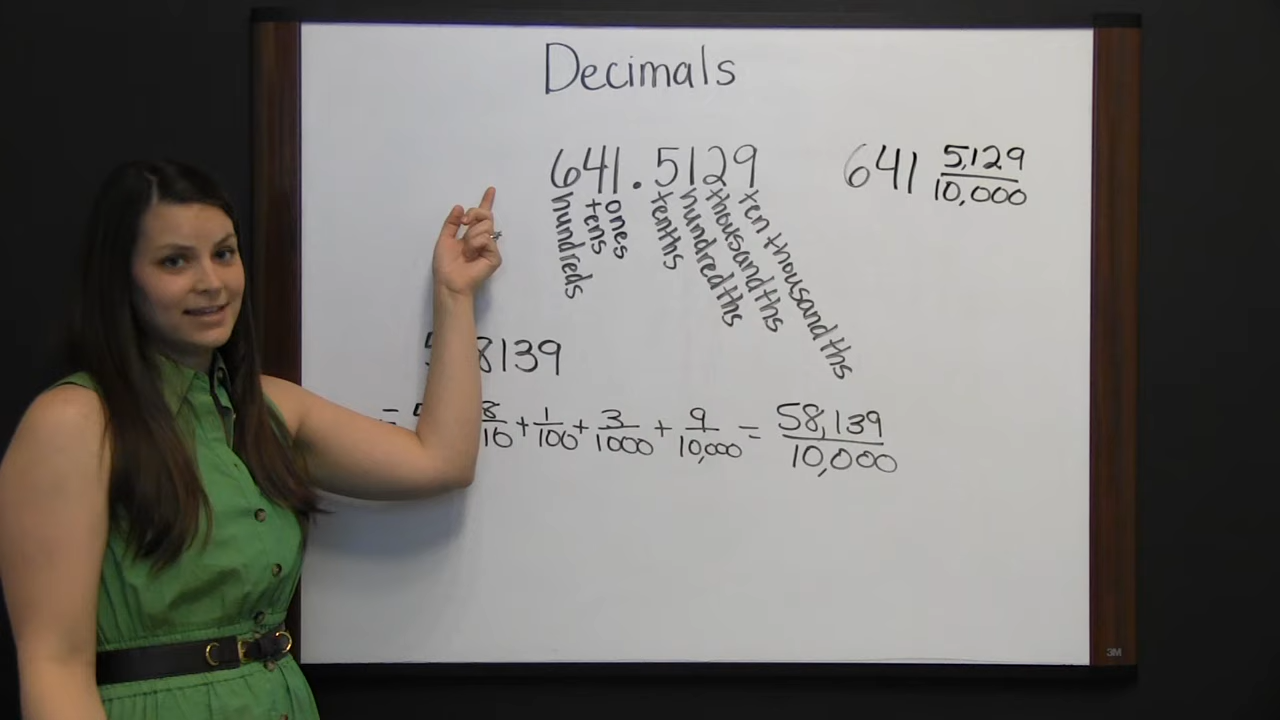 Decimals
641.5129 641 5,129/10,000
hundreds tens ones tenths hundredths thousandths ten thousandths
8139
8/10 + 1/100 + 3/1000 + 9/10,000 = 58,139/10,000
3M